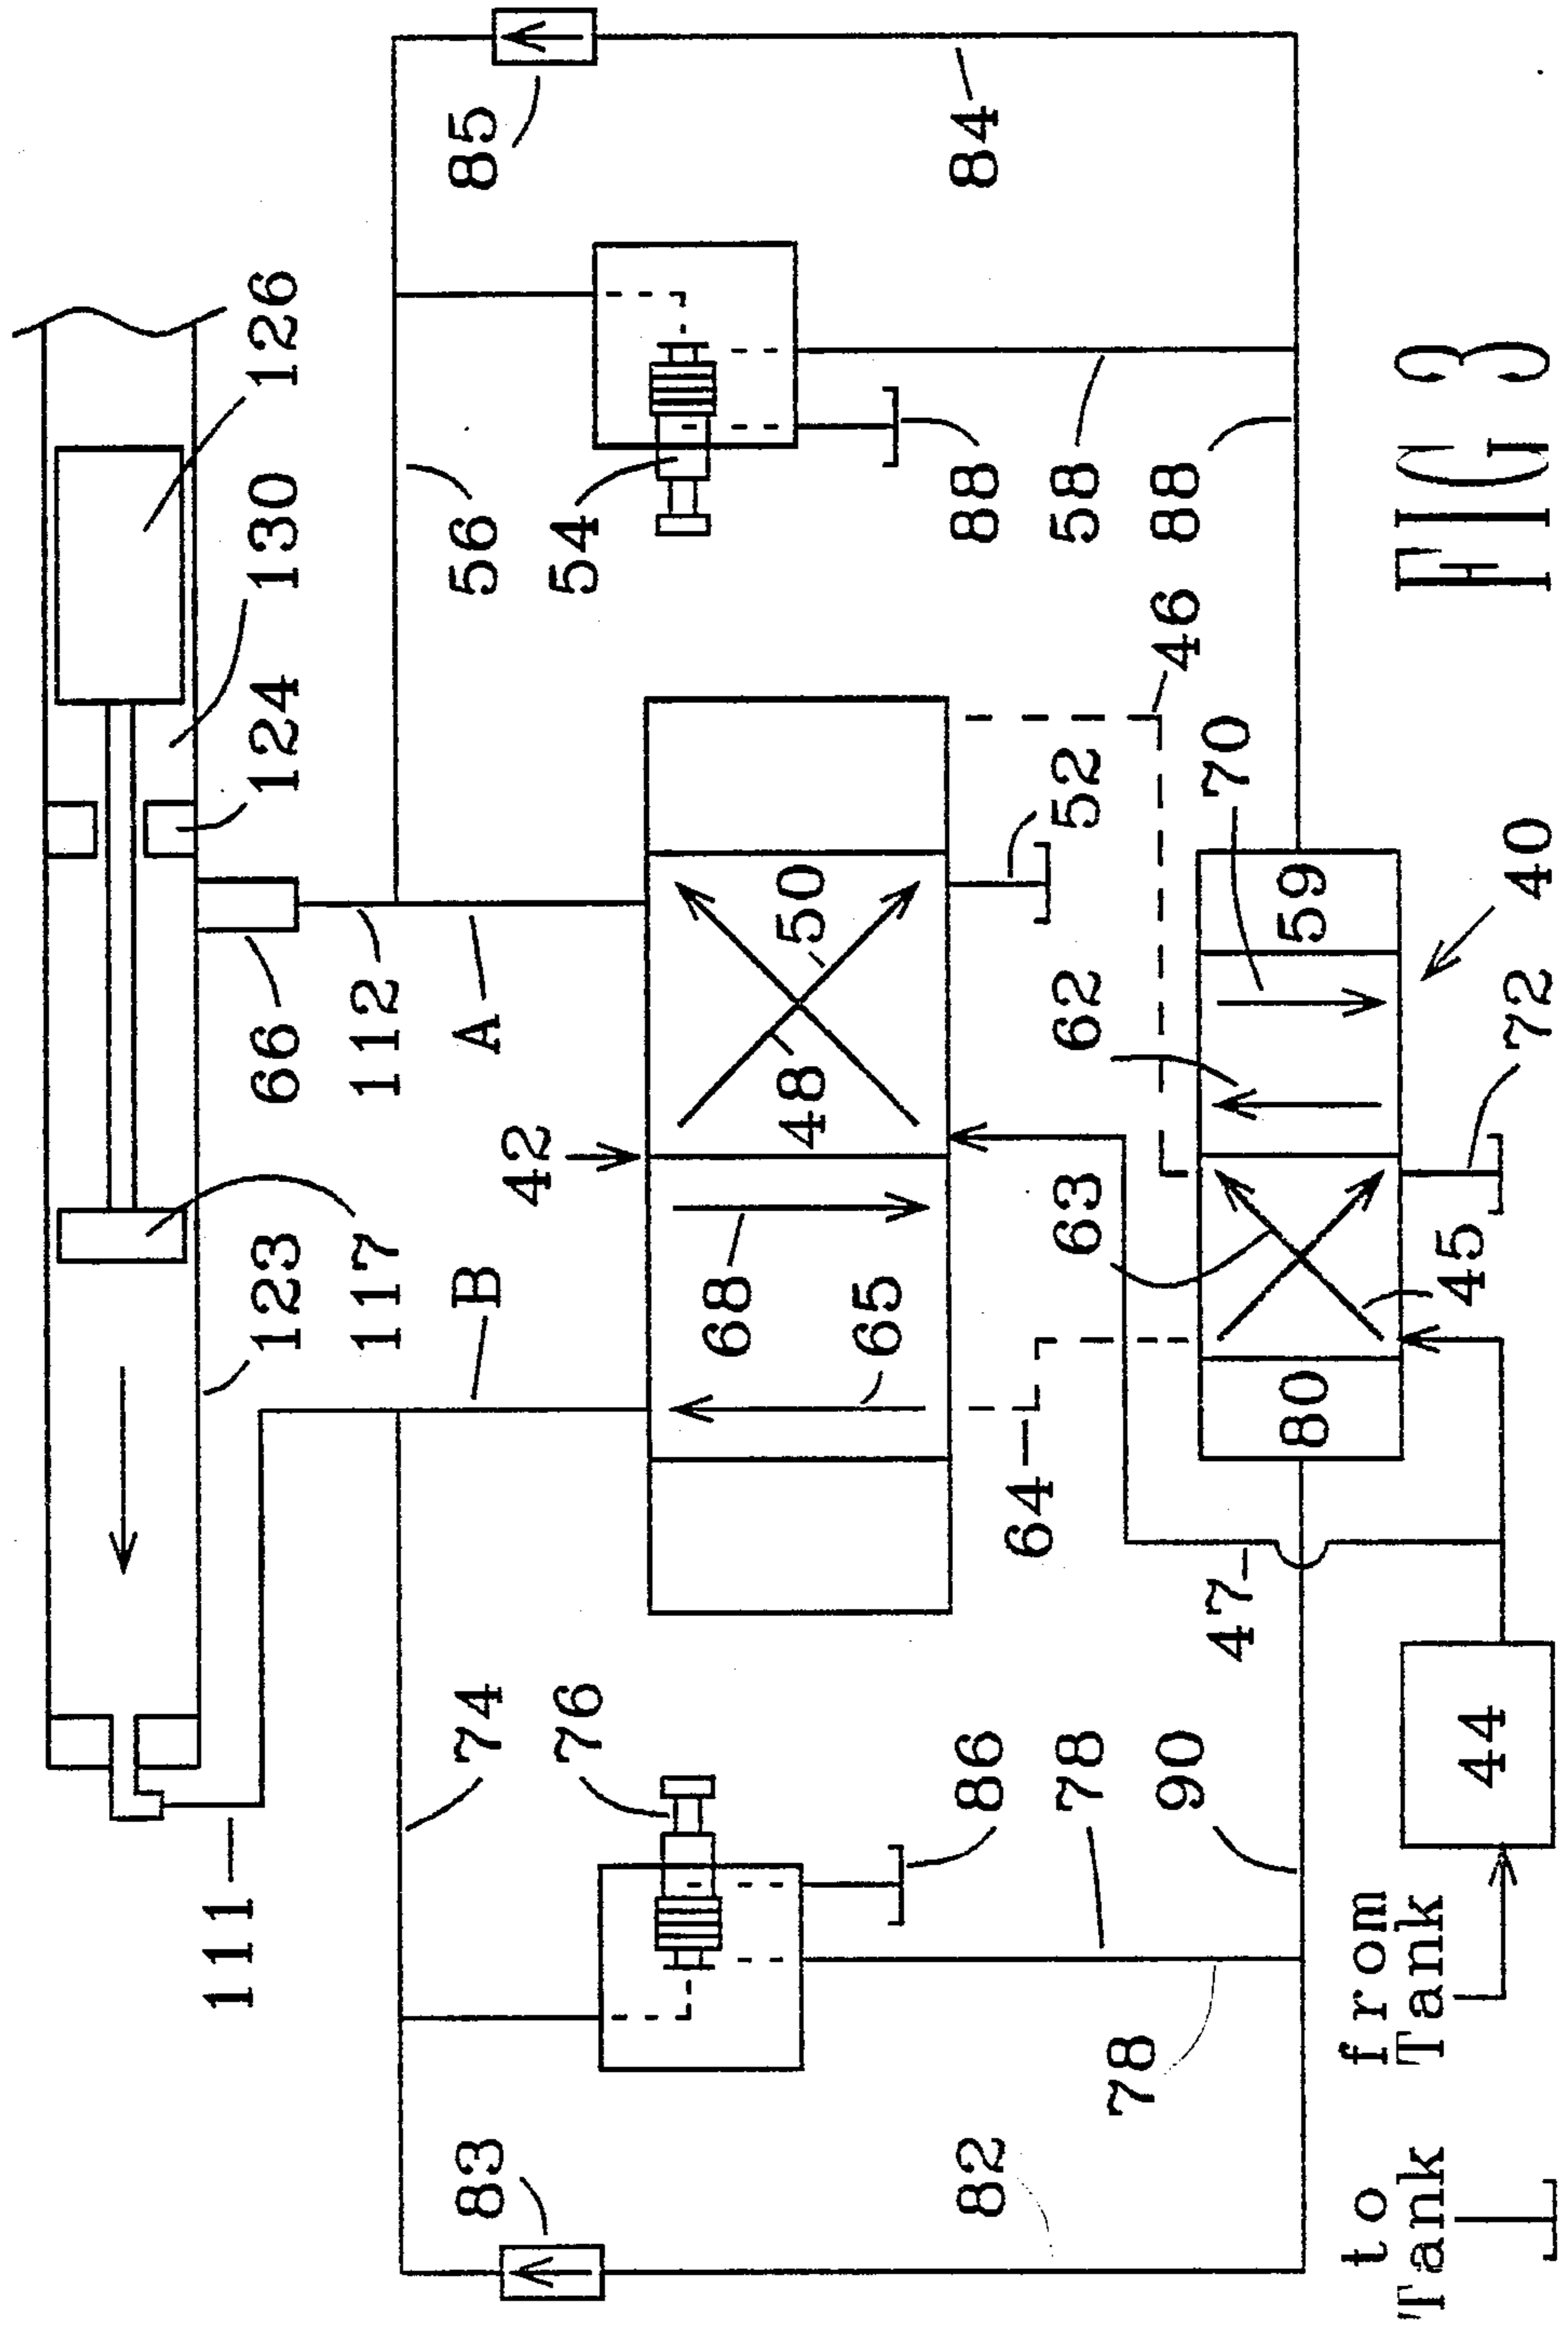 111
123 66 124 130 126
117 112
83 74 B A 56 85
42
76 54
68
48 50
65
82 86 88 84
64
78 63 62 52 58
78
90 46 88
47 70
80 59
to from
Tank Tank
45
44
72 40
FIG 3